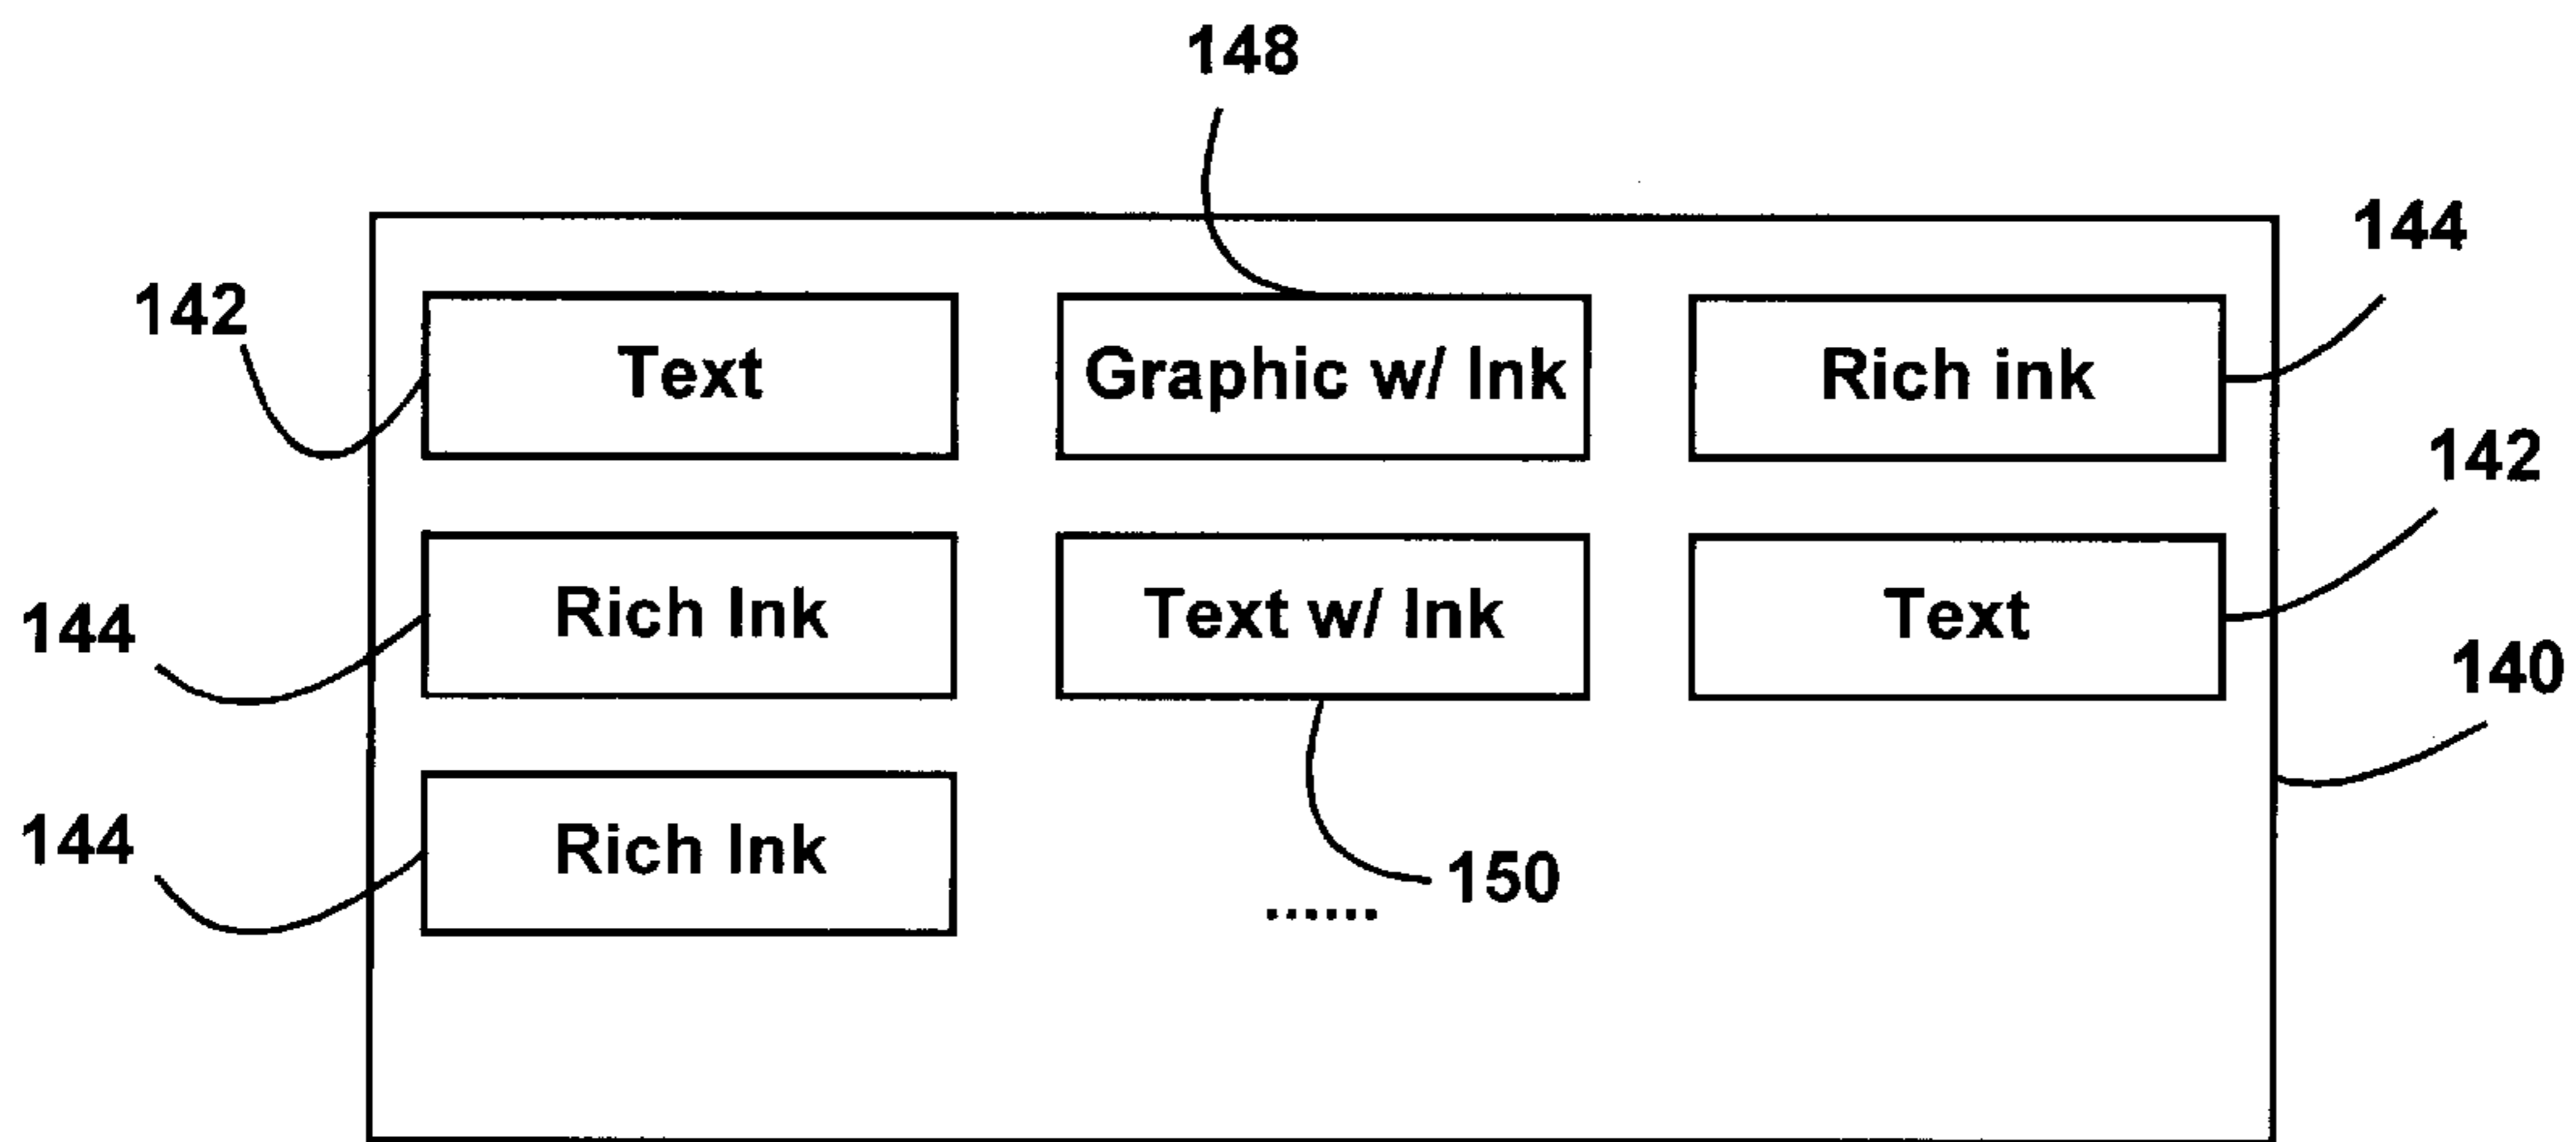 148
144
142 Text Graphic w/ Ink Rich ink
142
144 Rich Ink Text w/ Ink Text
140
144 Rich Ink
150
......